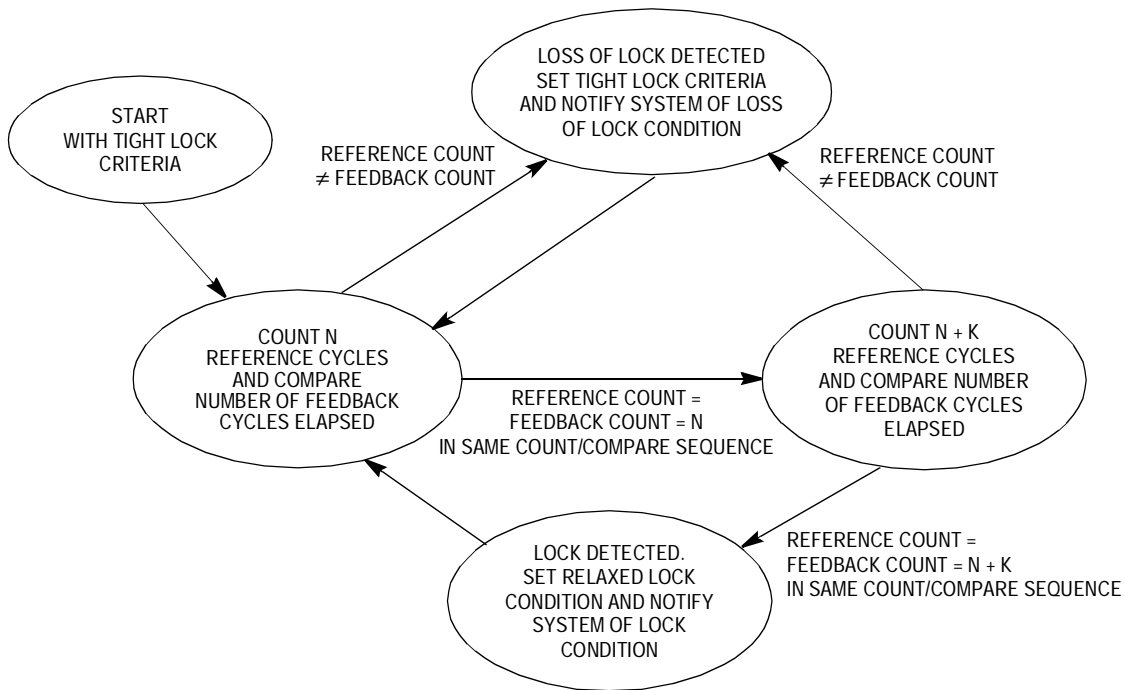 LOSS OF LOCK DETECTED
SET TIGHT LOCK CRITERIA
AND NOTIFY SYSTEM OF LOSS
OF LOCK CONDITION
START
WITH TIGHT LOCK
CRITERIA
REFERENCE COUNT
≠ FEEDBACK COUNT
REFERENCE COUNT
≠ FEEDBACK COUNT
COUNT N
REFERENCE CYCLES
AND COMPARE
NUMBER OF FEEDBACK
CYCLES ELAPSED
COUNT N + K
REFERENCE CYCLES
AND COMPARE NUMBER
OF FEEDBACK CYCLES
ELAPSED
REFERENCE COUNT =
FEEDBACK COUNT = N
IN SAME COUNT/COMPARE SEQUENCE
REFERENCE COUNT =
FEEDBACK COUNT = N + K
IN SAME COUNT/COMPARE SEQUENCE
LOCK DETECTED.
SET RELAXED LOCK
CONDITION AND NOTIFY
SYSTEM OF LOCK
CONDITION